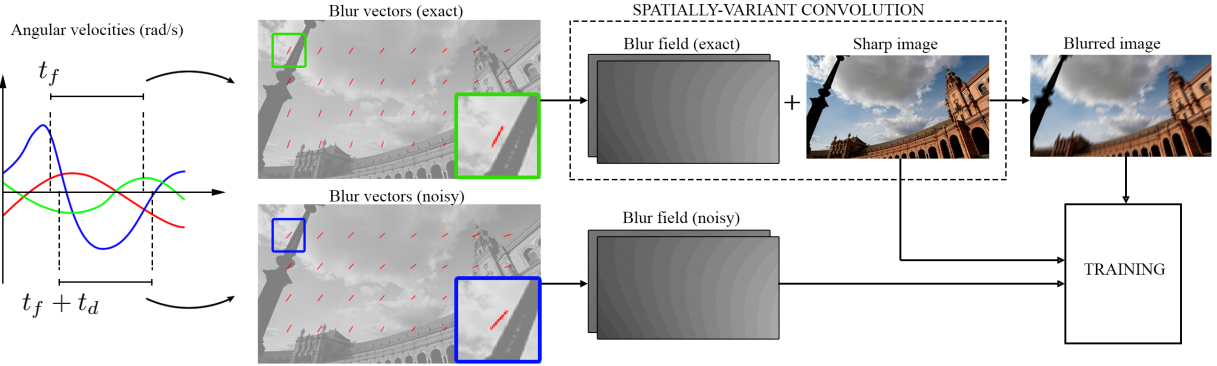 SPATIALLY-VARIANT CONVOLUTION
Angular velocities (rad/s)
Blur vectors (exact)
Blur field (exact)
Sharp image
Blurred image
t_f
+
Blur vectors (noisy)
Blur field (noisy)
TRAINING
t_f + t_d